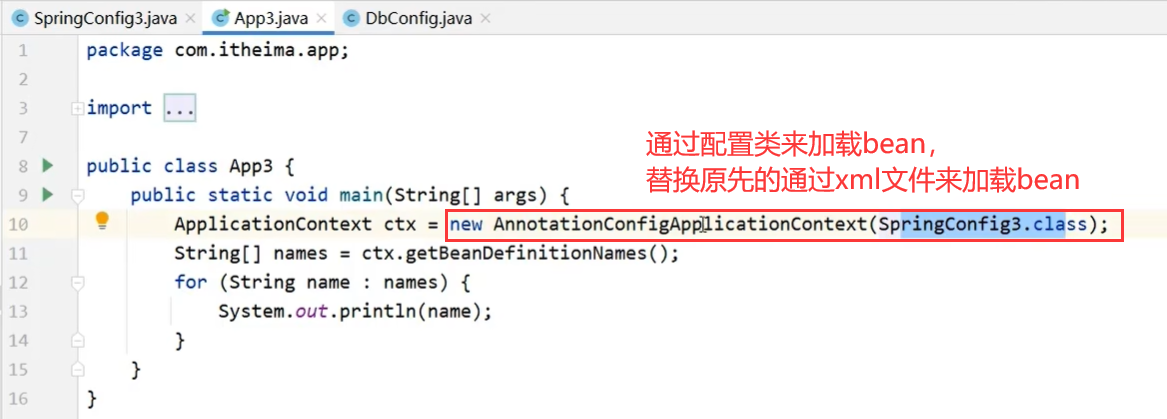 SpringConfig3.java × App3.java × DbConfig.java ×
1 package com.itheima.app;
2
3 import ...
7
通过配置类来加载bean，
8 public class App3 {
替换原先的通过xml文件来加载bean
9 public static void main(String[] args) {
10 ApplicationContext ctx = new AnnotationConfigApplicationContext(SpringConfig3.class);
11 String[] names = ctx.getBeanDefinitionNames();
12 for (String name : names) {
13 System.out.println(name);
14 }
15 }
16 }